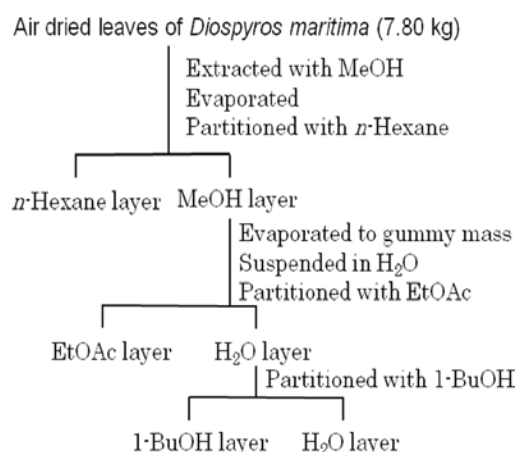 Air dried leaves of Diospyros maritima (7.80 kg)
Extracted with MeOH
Evaporated
Partitioned with n-Hexane
n-Hexane layer MeOH layer
Evaporated to gummy mass
Suspended in H₂O
Partitioned with EtOAc
EtOAc layer H₂O layer
Partitioned with 1-BuOH
1-BuOH layer H₂O layer